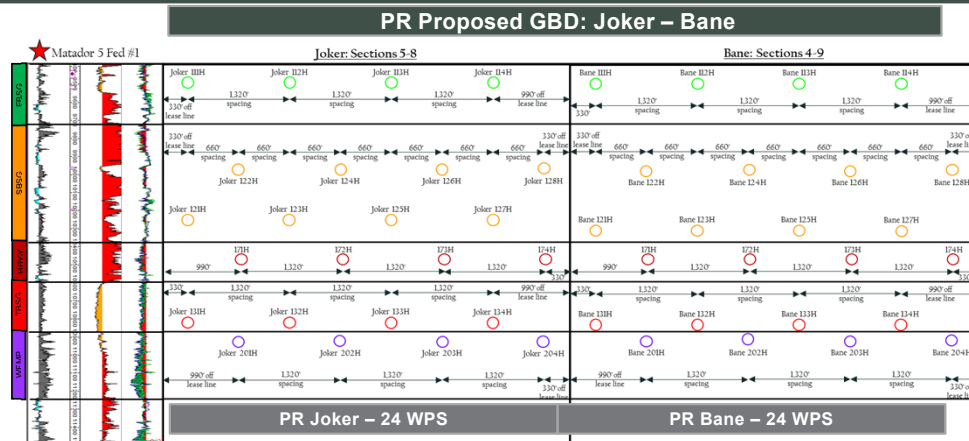 PR Proposed GBD: Joker – Bane
Matador 5 Fed #1
Joker: Sections 5-8
Bane: Sections 4-9
FBSG
Joker 111H
Joker 112H
Joker 113H
Joker 114H
Bane 111H
Bane 112H
Bane 113H
Bane 114H
330' off
lease line
1,320'
spacing
1,320'
spacing
1,320'
spacing
990' off
lease line
330'
1,320'
spacing
1,320'
spacing
1,320'
spacing
990' off
lease line
SBSG
330' off
lease line
660'
spacing
660'
spacing
660'
spacing
660'
spacing
660'
spacing
660'
spacing
660'
spacing
330' off
lease line
330' off
lease line
660'
spacing
660'
spacing
660'
spacing
660'
spacing
660'
spacing
660'
spacing
660'
spacing
330' off
lease line
Joker 122H
Joker 124H
Joker 126H
Joker 128H
Bane 122H
Bane 124H
Bane 126H
Bane 128H
Joker 121H
Joker 123H
Joker 125H
Joker 127H
Bane 121H
Bane 123H
Bane 125H
Bane 127H
171H
172H
173H
174H
171H
172H
173H
174H
990'
1,320'
1,320'
1,320'
990'
1,320'
1,320'
1,320'
330'
TBSG
330'
1,320'
spacing
1,320'
spacing
1,320'
spacing
990' off
lease line
330'
1,320'
spacing
1,320'
spacing
1,320'
spacing
990' off
lease line
Joker 131H
Joker 132H
Joker 133H
Joker 134H
Bane 131H
Bane 132H
Bane 133H
Bane 134H
WFMP
Joker 201H
Joker 202H
Joker 203H
Joker 204H
Bane 201H
Bane 202H
Bane 203H
Bane 204H
990' off
lease line
1,320'
spacing
1,320'
spacing
1,320'
spacing
330' off
lease line
990' off
lease line
1,320'
spacing
1,320'
spacing
1,320'
spacing
330' off
PR Joker – 24 WPS
PR Bane – 24 WPS